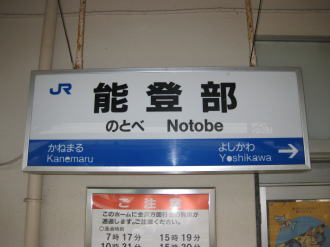 JR
能登部
のとべ Notobe
かねまる よしかわ
Kanemaru Yoshikawa
ご注意
このホームに金沢方面行きの列車が
到着します。ご注意ください。
7時17分 15時19分